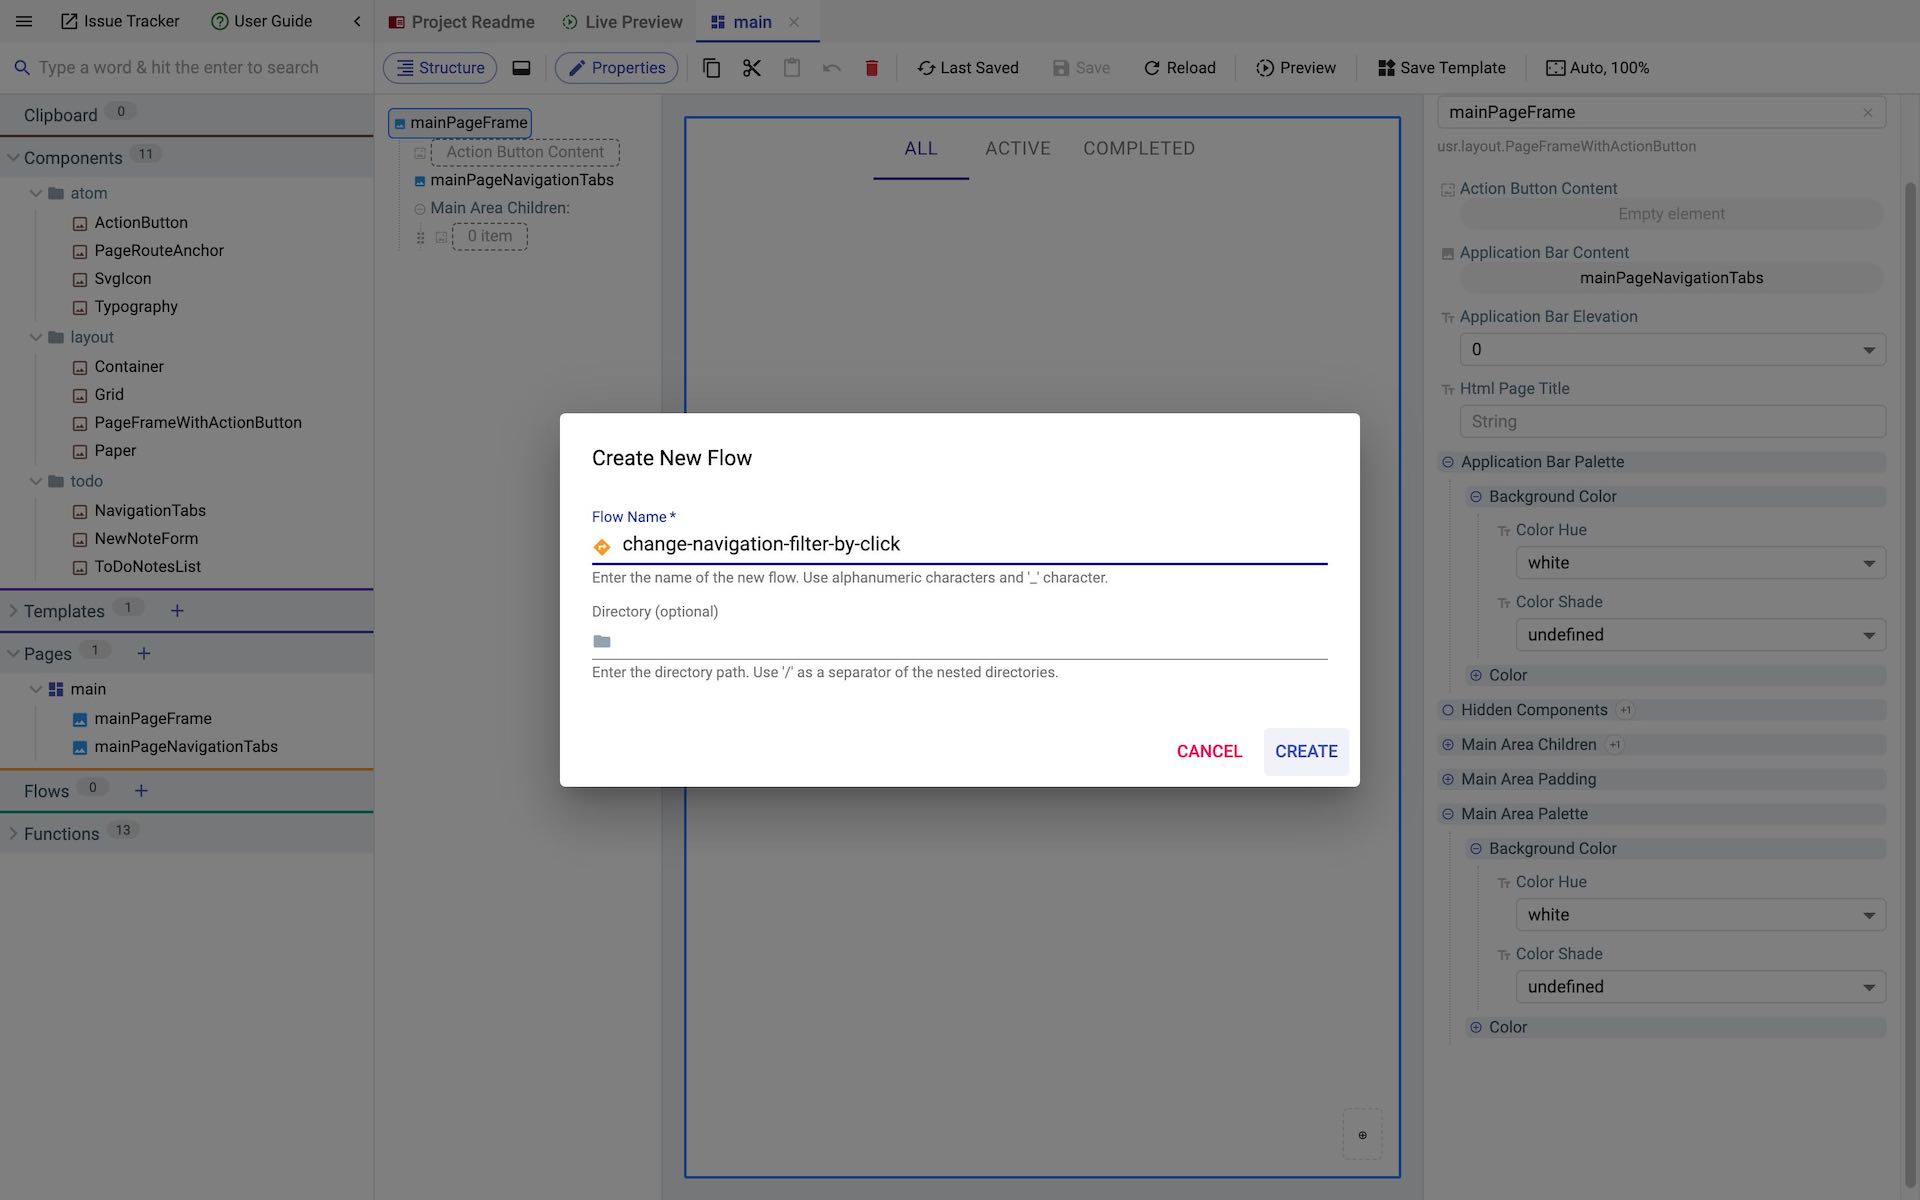 Issue Tracker User Guide
Project Readme Live Preview main
Type a word & hit the enter to search
Structure Properties Last Saved Save Reload Preview Save Template Auto, 100%
Clipboard 0
Components 11
atom
ActionButton
PageRouteAnchor
SvgIcon
Typography
layout
Container
Grid
PageFrameWithActionButton
Paper
todo
NavigationTabs
NewNoteForm
ToDoNotesList
Templates 1 +
Pages 1 +
main
mainPageFrame
mainPageNavigationTabs
Flows 0 +
Functions 13
mainPageFrame
Action Button Content
mainPageNavigationTabs
Main Area Children:
0 item
ALL ACTIVE COMPLETED
Create New Flow
Flow Name *
change-navigation-filter-by-click
Enter the name of the new flow. Use alphanumeric characters and '_' character.
Directory (optional)
Enter the directory path. Use '/' as a separator of the nested directories.
CANCEL CREATE
mainPageFrame
usr.layout.PageFrameWithActionButton
Action Button Content
Empty element
Application Bar Content
mainPageNavigationTabs
Tт Application Bar Elevation
0
Tт Html Page Title
String
Application Bar Palette
Background Color
Tт Color Hue
white
Tт Color Shade
undefined
Color
Hidden Components +1
Main Area Children +1
Main Area Padding
Main Area Palette
Background Color
Tт Color Hue
white
Tт Color Shade
undefined
Color